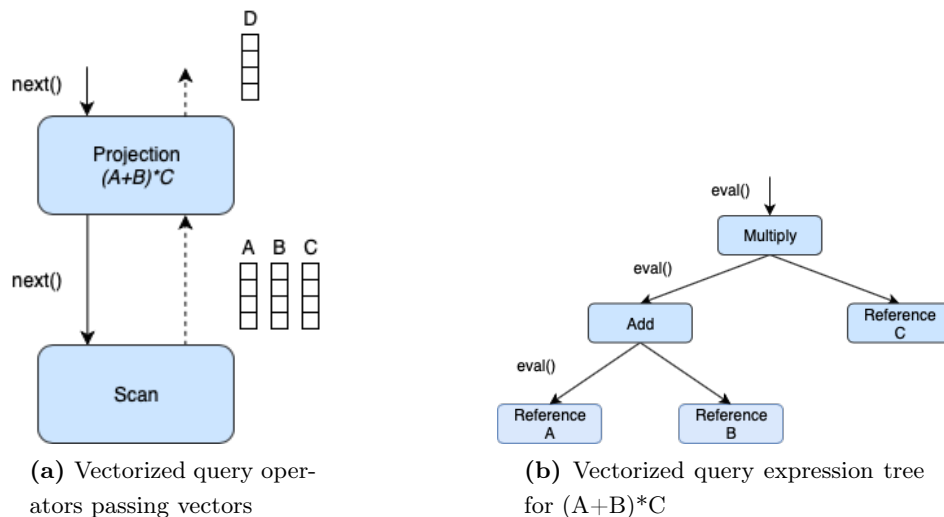 D
next()
Projection
(A+B)*C
A B C
next()
Scan
(a) Vectorized query oper-
ators passing vectors
eval()
Multiply
eval()
Add
Reference
C
eval()
Reference
A
Reference
B
(b) Vectorized query expression tree
for (A+B)*C